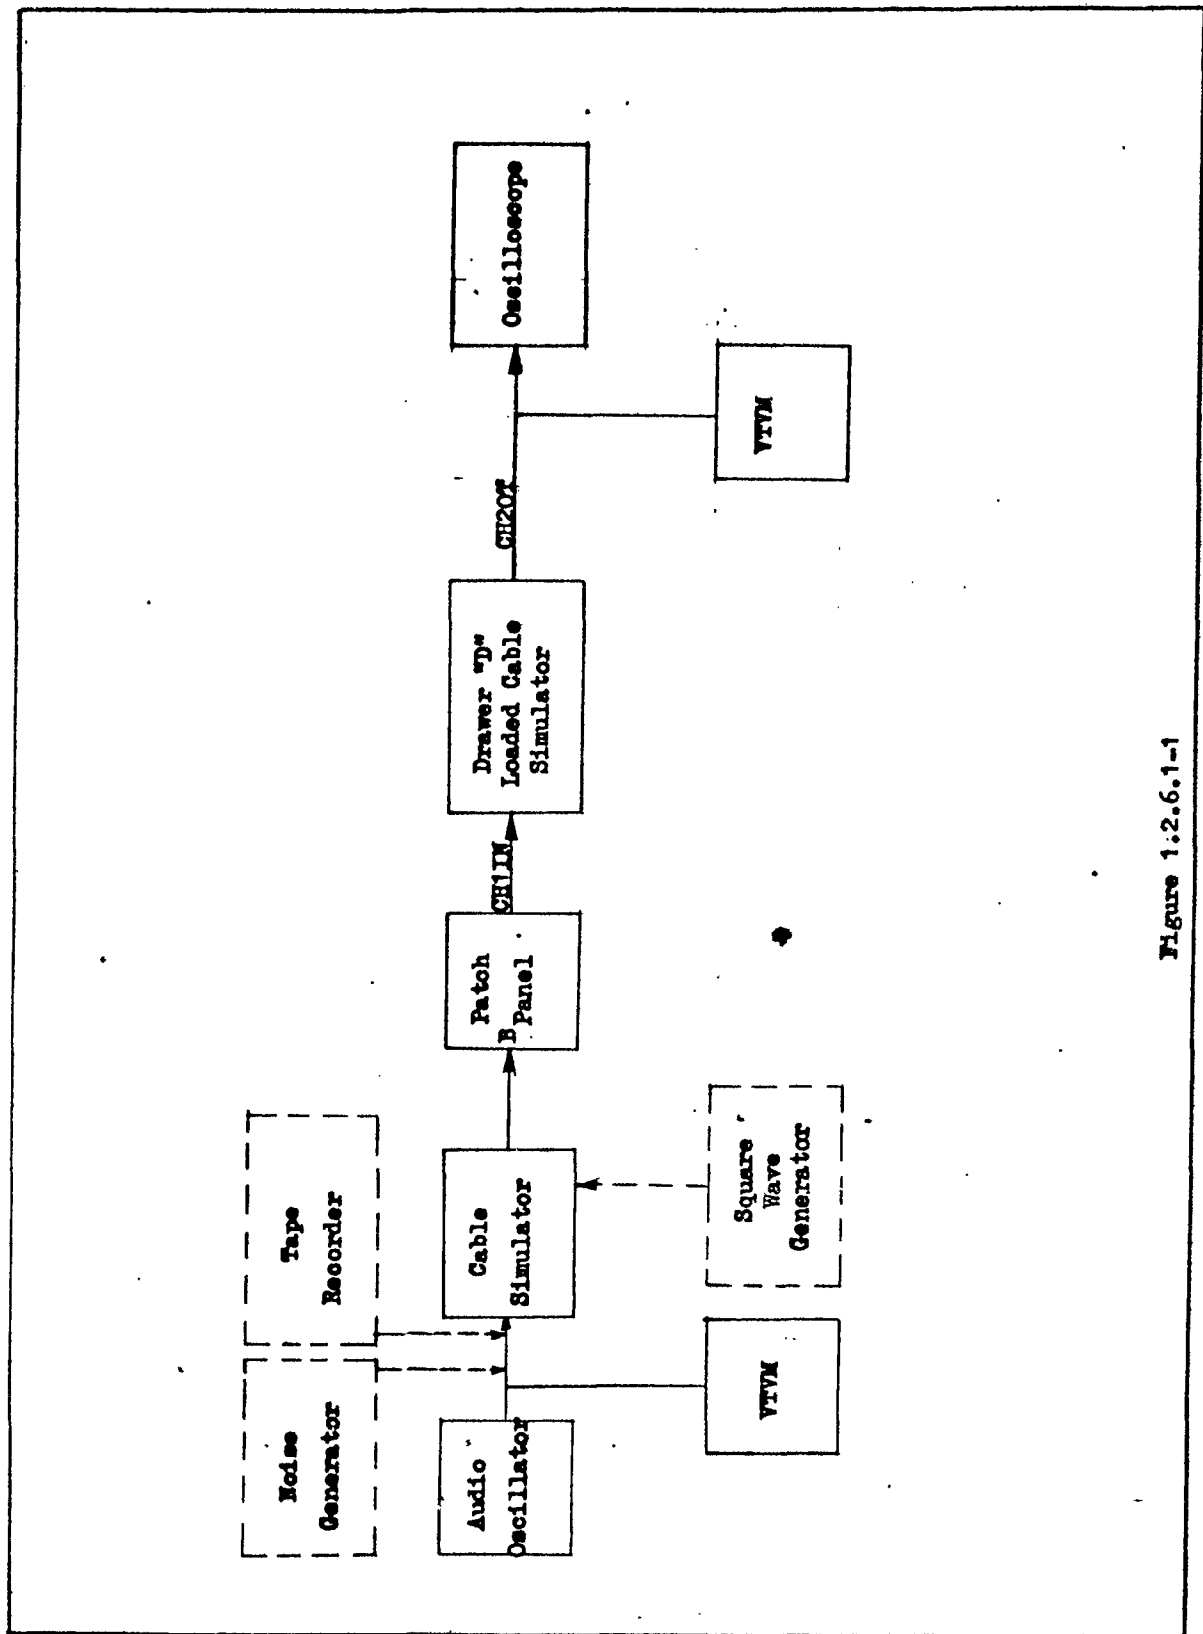 Noise
Generator
Tape
Recorder
Audio
Oscillator
Cable
Simulator
Patch
B Panel
CH1IN
Drawer "D"
Loaded Cable
Simulator
CH2OT
Oscilloscope
VTVM
Square
Wave
Generator
VTVM
Figure 1.2.6.1-1